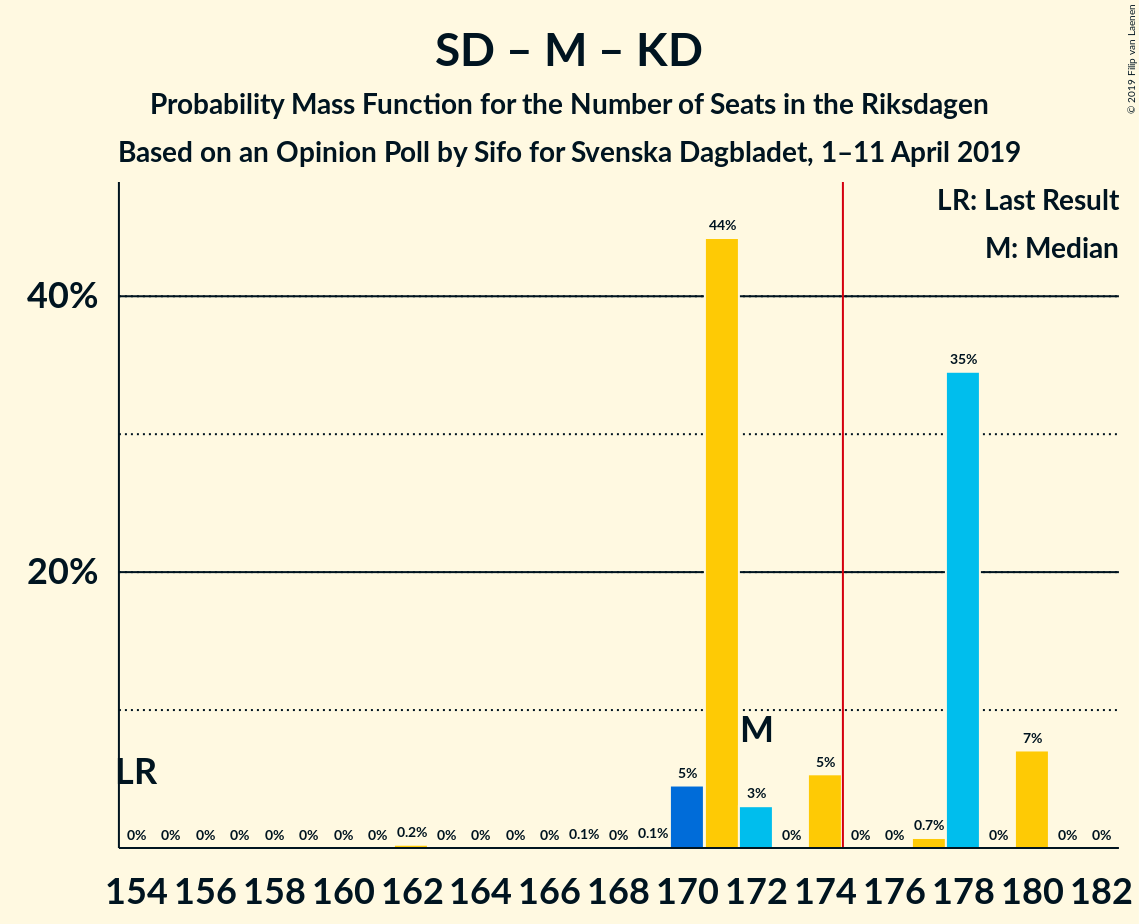 SD – M – KD
Probability Mass Function for the Number of Seats in the Riksdagen
Based on an Opinion Poll by Sifo for Svenska Dagbladet, 1–11 April 2019
© 2019 Filip van Laenen
LR: Last Result
M: Median
44%
40%
35%
20%
M
7%
LR
5%
5%
3%
0.7%
0% 0% 0% 0% 0% 0% 0% 0% 0.2% 0% 0% 0% 0% 0.1% 0% 0.1% 0% 0% 0% 0% 0% 0%
154 156 158 160 162 164 166 168 170 172 174 176 178 180 182